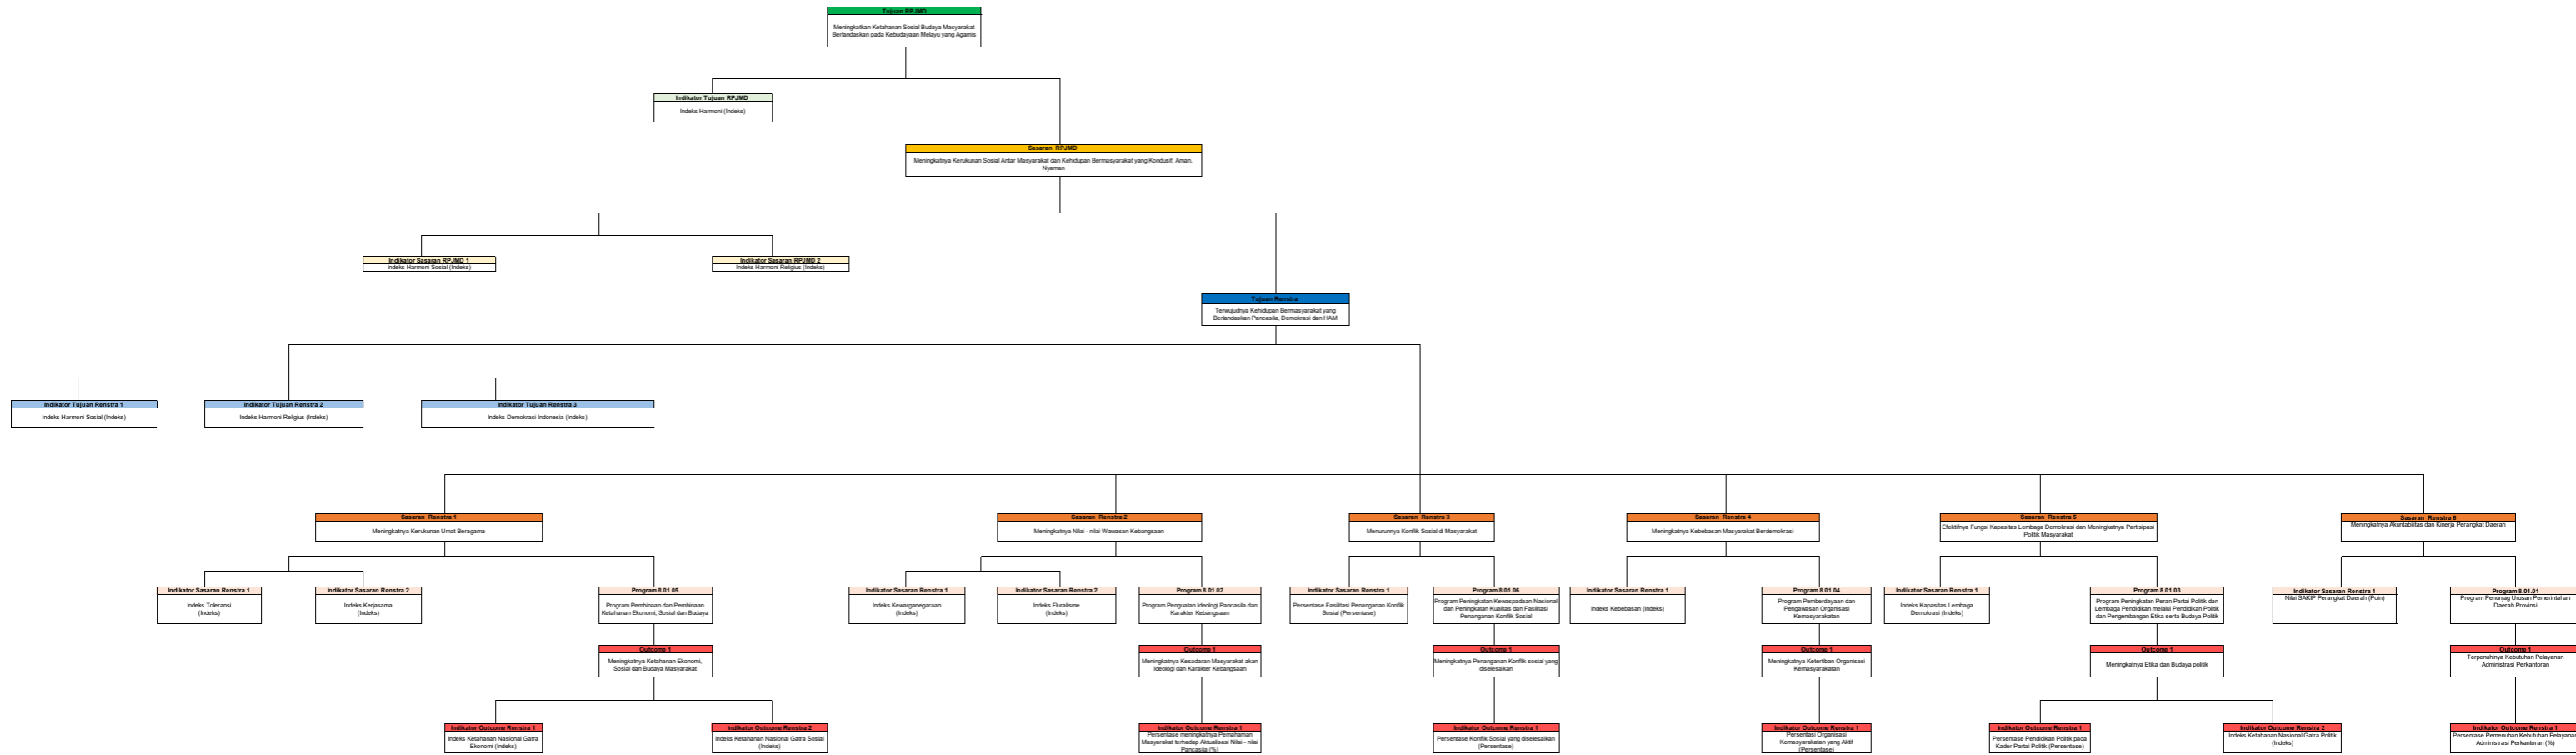 Tujuan RPJMD
Meningkatkan Ketahanan Sosial Budaya Masyarakat
Berlandaskan pada Kebudayaan Melayu yang Agamis
Indikator Tujuan RPJMD
Indeks Harmoni (Indeks)
Sasaran RPJMD
Meningkatnya Kerukunan Sosial Antar Masyarakat dan Kehidupan Bermasyarakat yang Kondusif, Aman,
Nyaman
Indikator Sasaran RPJMD 1
Indeks Harmoni Sosial (Indeks)
Indikator Sasaran RPJMD 2
Indeks Harmoni Religius (Indeks)
Tujuan Renstra
Terwujudnya Kehidupan Bermasyarakat yang
Berlandaskan Pancasila, Demokrasi dan HAM
Indikator Tujuan Renstra 1
Indeks Harmoni Sosial (Indeks)
Indikator Tujuan Renstra 2
Indeks Harmoni Religius (Indeks)
Indikator Tujuan Renstra 3
Indeks Demokrasi Indonesia (Indeks)
Sasaran Renstra 1
Meningkatnya Kerukunan Umat Beragama
Sasaran Renstra 2
Meningkatnya Nilai - nilai Wawasan Kebangsaan
Sasaran Renstra 3
Menurunnya Konflik Sosial di Masyarakat
Sasaran Renstra 4
Meningkatnya Kebebasan Masyarakat Berdemokrasi
Sasaran Renstra 5
Efektifnya Fungsi Kapasitas Lembaga Demokrasi dan Meningkatnya Partisipasi
Politik Masyarakat
Sasaran Renstra 6
Meningkatnya Akuntabilitas dan Kinerja Perangkat Daerah
Indikator Sasaran Renstra 1
Indeks Toleransi
(Indeks)
Indikator Sasaran Renstra 2
Indeks Kerjasama
(Indeks)
Program 8.01.05
Program Pembinaan dan Pembinaan
Ketahanan Ekonomi, Sosial dan Budaya
Indikator Sasaran Renstra 1
Indeks Kewarganegaraan
(Indeks)
Indikator Sasaran Renstra 2
Indeks Fluralisme
(Indeks)
Program 8.01.02
Program Penguatan Ideologi Pancasila dan
Karakter Kebangsaan
Indikator Sasaran Renstra 1
Persentase Fasilitasi Penanganan Konflik
Sosial (Persentase)
Program 8.01.06
Program Peningkatan Kewaspadaan Nasional
dan Peningkatan Kualitas dan Fasilitasi
Penanganan Konflik Sosial
Indikator Sasaran Renstra 1
Indeks Kebebasan (Indeks)
Program 8.01.04
Program Pemberdayaan dan
Pengawasan Organisasi
Kemasyarakatan
Indikator Sasaran Renstra 1
Indeks Kapasitas Lembaga
Demokrasi (Indeks)
Program 8.01.03
Program Peningkatan Peran Partai Politik dan
Lembaga Pendidikan melalui Pendidikan Politik
dan Pengembangan Etika serta Budaya Politik
Indikator Sasaran Renstra 1
Nilai SAKIP Perangkat Daerah (Poin)
Program 8.01.01
Program Penunjag Urusan Pemerintahan
Daerah Provinsi
Outcome 1
Meningkatnya Ketahanan Ekonomi,
Sosial dan Budaya Masyarakat
Outcome 1
Meningkatnya Kesadaran Masyarakat akan
Ideologi dan Karakter Kebangsaan
Outcome 1
Meningkatnya Penanganan Konflik sosial yang
diselesaikan
Outcome 1
Meningkatnya Ketertiban Organisasi
Kemasyarakatan
Outcome 1
Meningkatnya Etika dan Budaya politik
Outcome 1
Terpenuhinya Kebutuhan Pelayanan
Administrasi Perkantoran
Indikator Outcome Renstra 1
Indeks Ketahanan Nasional Gatra
Ekonomi (Indeks)
Indikator Outcome Renstra 2
Indeks Ketahanan Nasional Gatra Sosial
(Indeks)
Indikator Outcome Renstra 1
Persentase meningkatnya Pemahaman
Masyarakat terhadap Aktualisasi Nilai - nilai
Pancasila (%)
Indikator Outcome Renstra 1
Persentase Konflik Sosial yang diselesaikan
(Persentase)
Indikator Outcome Renstra 1
Persentasi Organisasi
Kemasyarakatan yang Aktif
(Persentase)
Indikator Outcome Renstra 1
Persentase Pendidikan Politik pada
Kader Partai Politik (Persentase)
Indikator Outcome Renstra 2
Indeks Ketahanan Nasional Gatra Politik
(Indeks)
Indikator Outcome Renstra 1
Persentase Pemenuhan Kebutuhan Pelayanan
Administrasi Perkantoran (%)